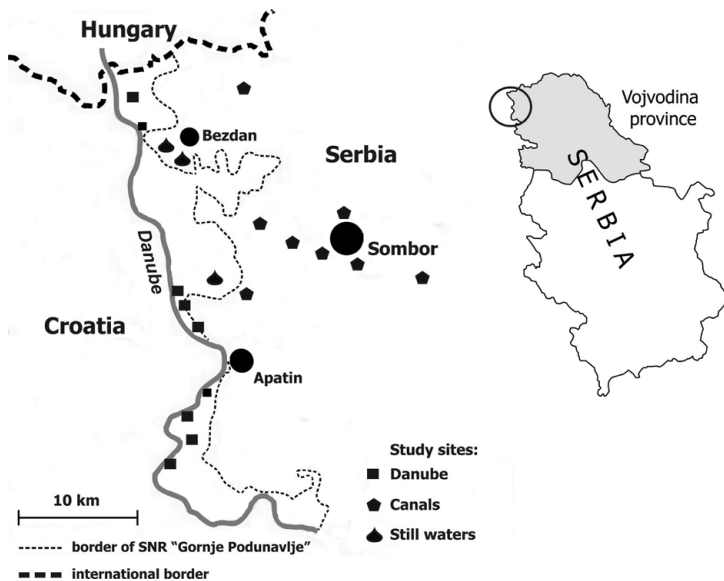 Hungary
Bezdan
Serbia
Danube
Sombor
Croatia
Apatin
Vojvodina
province
SERBIA
Study sites:
Danube
Canals
Still waters
10 km
border of SNR “Gornje Podunavlje”
international border